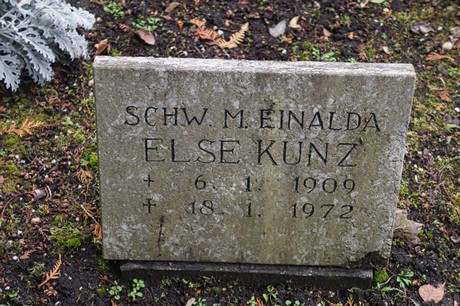 SCHW. M. EINALDA
ELSE KUNZ
+ 6. 1. 1909
✝ 18. 1. 1972